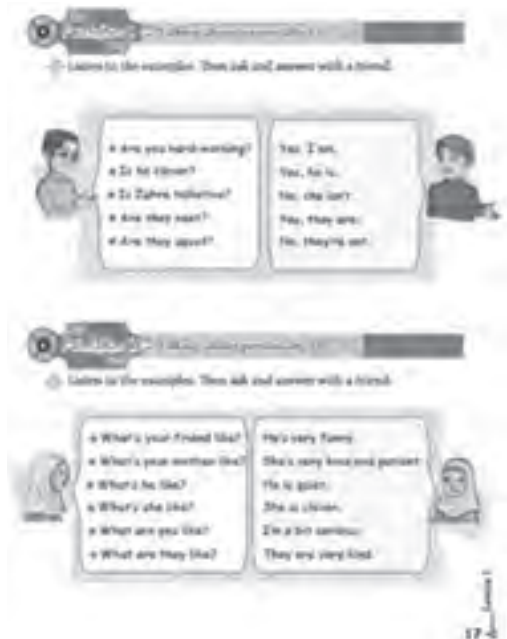 Listen to the examples. Then ask and answer with a friend.
● Are you hard-working?
● Is he clever?
● Is Zahra talkative?
● Are they neat?
● Are they upset?
Yes, I am.
Yes, he is.
No, she isn't.
Yes, they are.
No, they're not.
Talking about personality
Listen to the examples. Then ask and answer with a friend.
● What's your friend like?
● What's your mother like?
● What's he like?
● What's she like?
● What are you like?
● What are they like?
He's very funny.
She's very kind and patient.
He is quiet.
She is clever.
I'm a bit serious.
They are very kind.
Lesson
17